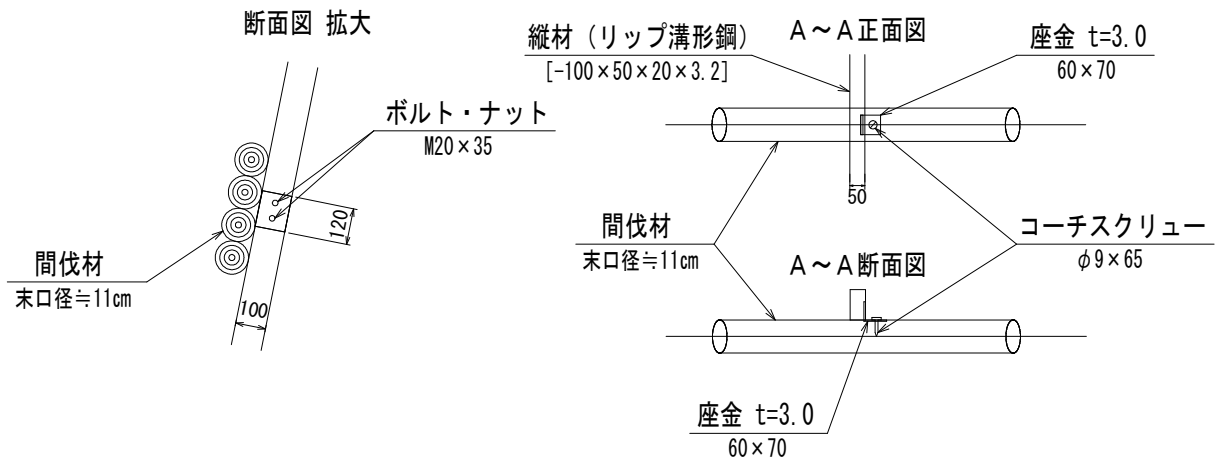 断面図 拡大
ボルト・ナット
M20×35
120
間伐材
末口径≒11cm
100
縦材（リップ溝形鋼）
[-100×50×20×3.2]
A～A正面図
座金 t=3.0
60×70
50
間伐材
末口径≒11cm
コーチスクリュー
φ9×65
A～A断面図
座金 t=3.0
60×70